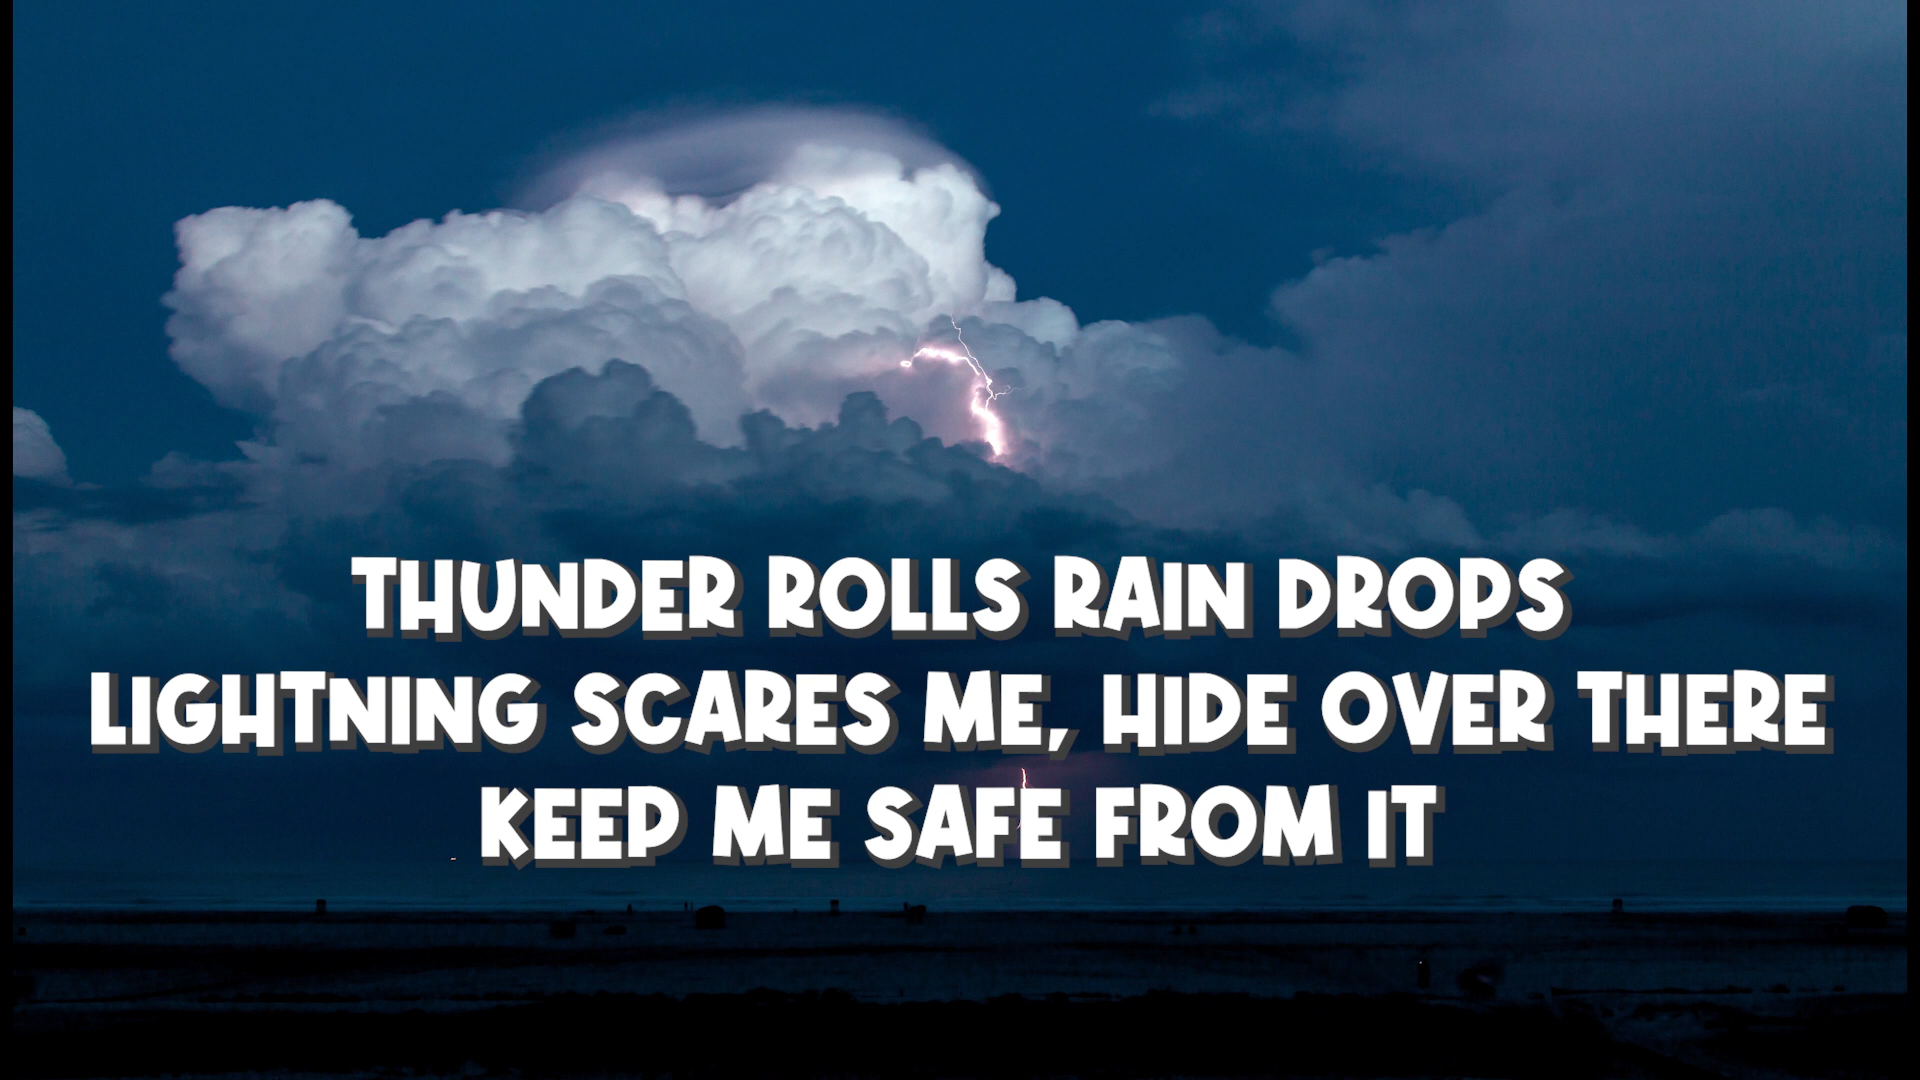 THUNDER ROLLS RAIN DROPS
LIGHTNING SCARES ME, HIDE OVER THERE
KEEP ME SAFE FROM IT